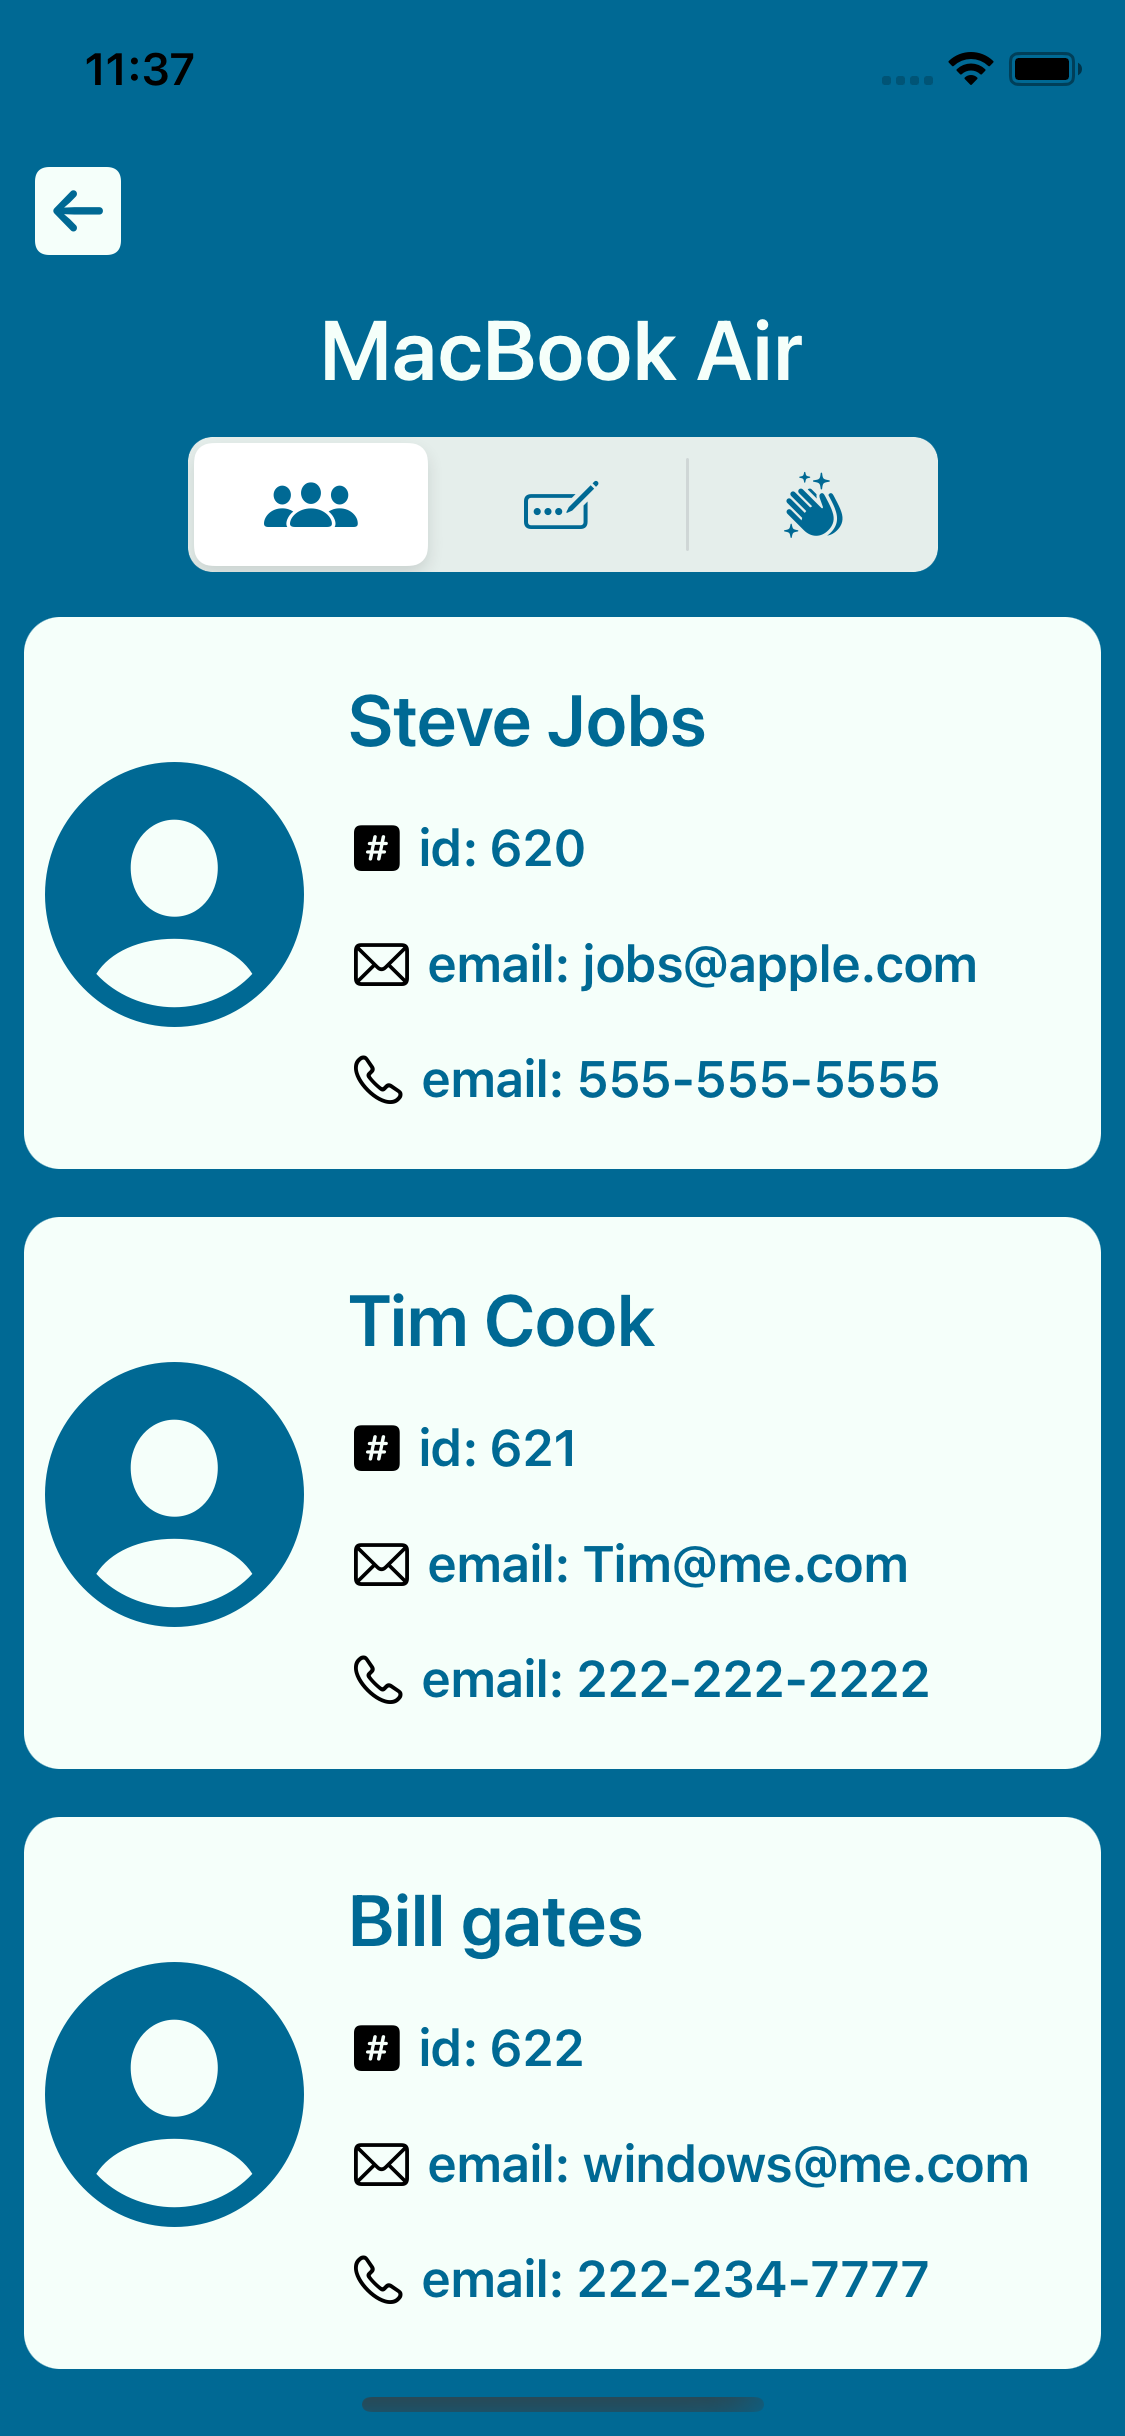 11:37
MacBook Air
Steve Jobs
# id: 620
email: jobs@apple.com
email: 555-555-5555
Tim Cook
# id: 621
email: Tim@me.com
email: 222-222-2222
Bill gates
# id: 622
email: windows@me.com
email: 222-234-7777